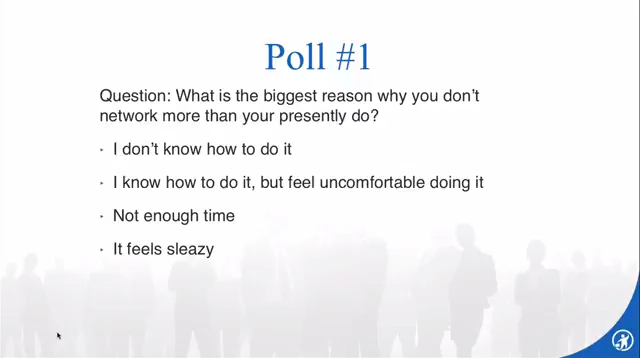 Poll #1
Question: What is the biggest reason why you don't
network more than your presently do?
I don't know how to do it
I know how to do it, but feel uncomfortable doing it
Not enough time
It feels sleazy